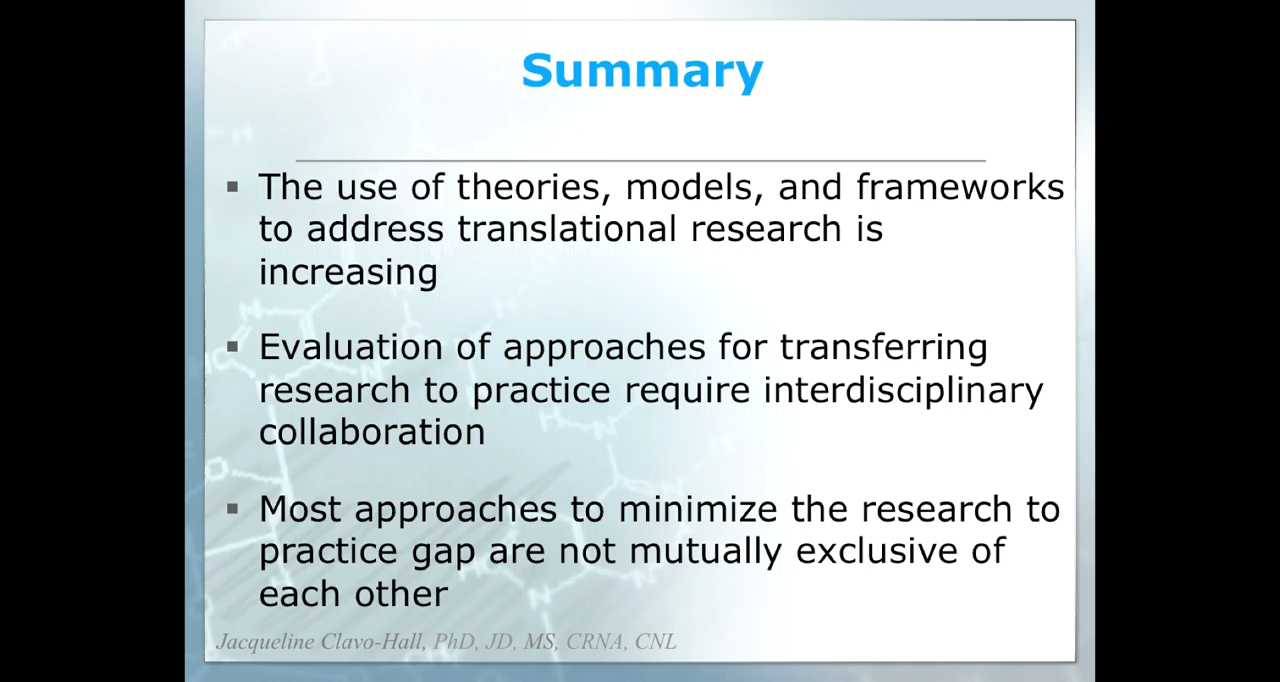 Summary
▪ The use of theories, models, and frameworks
to address translational research is
increasing
▪ Evaluation of approaches for transferring
research to practice require interdisciplinary
collaboration
▪ Most approaches to minimize the research to
practice gap are not mutually exclusive of
each other
Jacqueline Clavo-Hall, PhD, JD, MS, CRNA, CNL